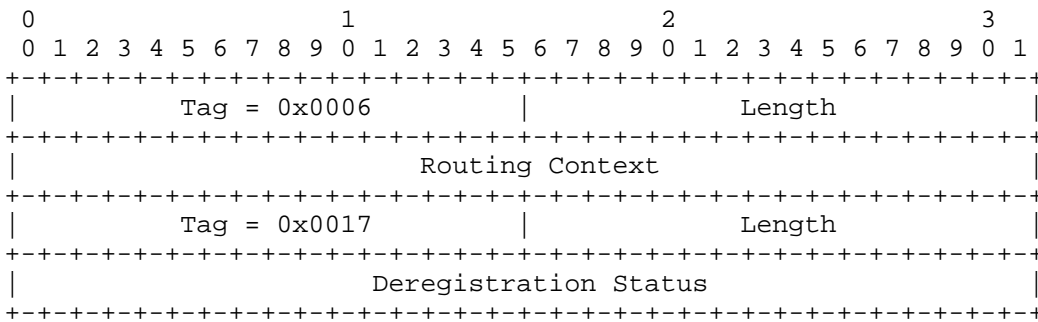 0                   1                   2                   3
 0 1 2 3 4 5 6 7 8 9 0 1 2 3 4 5 6 7 8 9 0 1 2 3 4 5 6 7 8 9 0 1
+-+-+-+-+-+-+-+-+-+-+-+-+-+-+-+-+-+-+-+-+-+-+-+-+-+-+-+-+-+-+-+-+
|          Tag = 0x0006         |             Length            |
+-+-+-+-+-+-+-+-+-+-+-+-+-+-+-+-+-+-+-+-+-+-+-+-+-+-+-+-+-+-+-+-+
|                        Routing Context                        |
+-+-+-+-+-+-+-+-+-+-+-+-+-+-+-+-+-+-+-+-+-+-+-+-+-+-+-+-+-+-+-+-+
|          Tag = 0x0017         |             Length            |
+-+-+-+-+-+-+-+-+-+-+-+-+-+-+-+-+-+-+-+-+-+-+-+-+-+-+-+-+-+-+-+-+
|                     Deregistration Status                     |
+-+-+-+-+-+-+-+-+-+-+-+-+-+-+-+-+-+-+-+-+-+-+-+-+-+-+-+-+-+-+-+-+